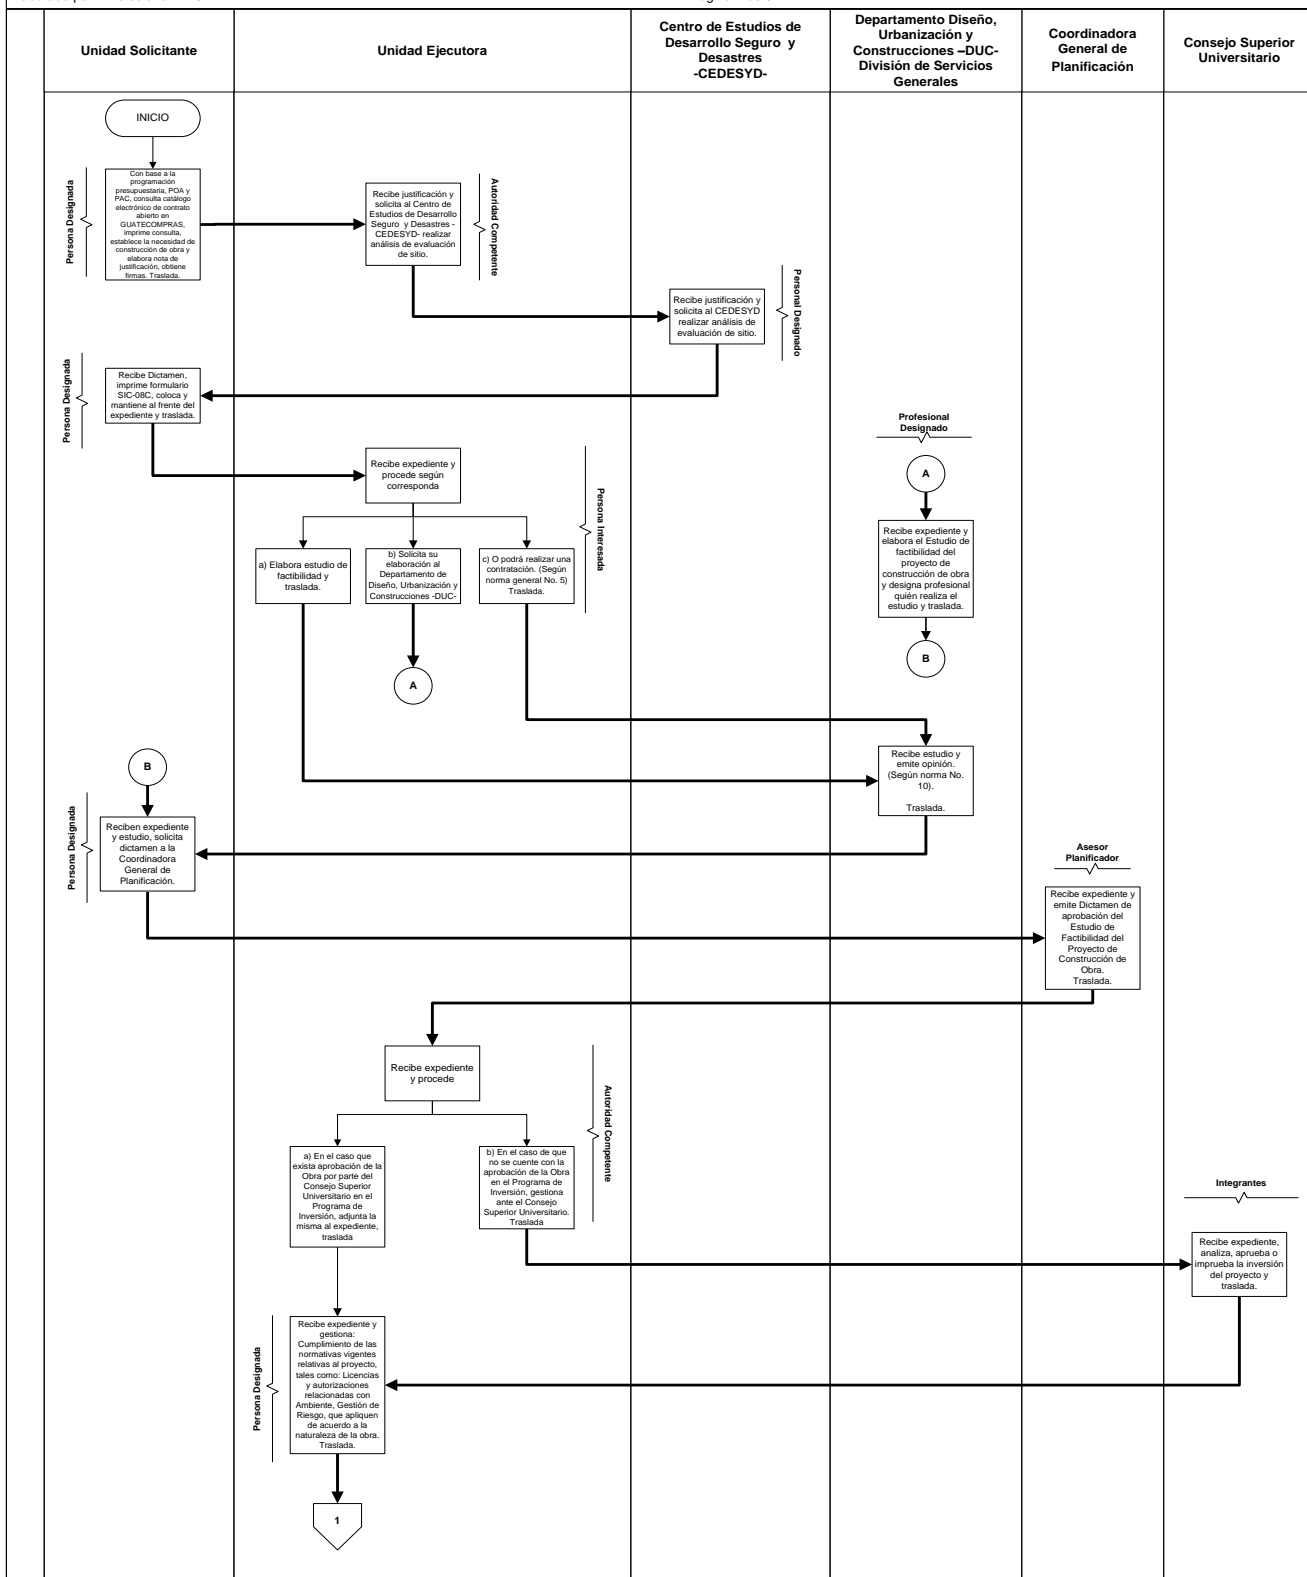 Unidad Solicitante
Unidad Ejecutora
Centro de Estudios de
Desarrollo Seguro y
Desastres
-CEDESYD-
Departamento Diseño,
Urbanización y
Construcciones –DUC-
División de Servicios
Generales
Coordinadora
General de
Planificación
Consejo Superior
Universitario
INICIO
Persona Designada
Con base a la
programación
presupuestaria, POA y
PAC, consulta catálogo
electrónico de contrato
abierto en
GUATECOMPRAS,
imprime consulta,
establece la necesidad de
construcción de obra y
elabora nota de
justificación, obtiene
firmas. Traslada.
Recibe justificación y
solicita al Centro de
Estudios de Desarrollo
Seguro y Desastres -
CEDESYD- realizar
análisis de evaluación
de sitio.
Autoridad Competente
Recibe justificación y
solicita al CEDESYD
realizar análisis de
evaluación de sitio.
Personal Designado
Persona Designada
Recibe Dictamen,
imprime formulario
SIC-08C, coloca y
mantiene al frente del
expediente y traslada.
Recibe expediente y
procede según
corresponda
Persona Interesada
a) Elabora estudio de
factibilidad y
traslada.
b) Solicita su
elaboración al
Departamento de
Diseño, Urbanización y
Construcciones -DUC-
c) O podrá realizar una
contratación. (Según
norma general No. 5)
Traslada.
A
Profesional
Designado
A
Recibe expediente y
elabora el Estudio de
factibilidad del
proyecto de
construcción de obra
y designa profesional
quién realiza el
estudio y traslada.
B
Recibe estudio y
emite opinión.
(Según norma No.
10).
Traslada.
B
Persona Designada
Reciben expediente
y estudio, solicita
dictamen a la
Coordinadora
General de
Planificación.
Asesor
Planificador
Recibe expediente y
emite Dictamen de
aprobación del
Estudio de
Factibilidad del
Proyecto de
Construcción de
Obra.
Traslada.
Recibe expediente
y procede
Autoridad Competente
a) En el caso que
exista aprobación de la
Obra por parte del
Consejo Superior
Universitario en el
Programa de
Inversión, adjunta la
misma al expediente,
traslada
b) En el caso de que
no se cuente con la
aprobación de la Obra
en el Programa de
Inversión, gestiona
ante el Consejo
Superior Universitario.
Traslada
Integrantes
Recibe expediente,
analiza, aprueba o
imprueba la inversión
del proyecto y
traslada.
Persona Designada
Recibe expediente y
gestiona:
Cumplimiento de las
normativas vigentes
relativas al proyecto,
tales como: Licencias
y autorizaciones
relacionadas con
Ambiente, Gestión de
Riesgo, que apliquen
de acuerdo a la
naturaleza de la obra.
Traslada.
1